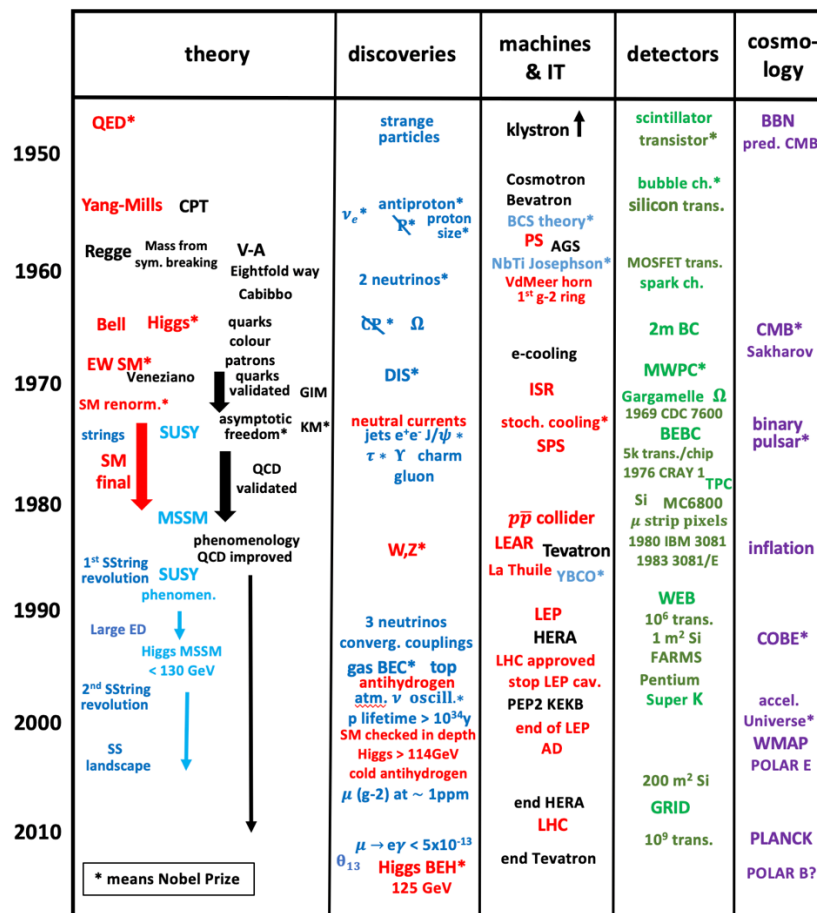 theory
discoveries
machines
& IT
detectors
cosmo-
logy
1950
1960
1970
1980
1990
2000
2010
QED*
Yang-Mills CPT
Regge
Mass from
sym. breaking
V-A
Eightfold way
Cabibbo
Bell Higgs*
quarks
colour
patrons
quarks
validated
GIM
EW SM*
Veneziano
SM renorm.*
asymptotic
freedom*
KM*
strings
SUSY
SM
final
QCD
validated
MSSM
phenomenology
QCD improved
1st SString
revolution
SUSY
phenomen.
Large ED
Higgs MSSM
< 130 GeV
2nd SString
revolution
SS
landscape
* means Nobel Prize
strange
particles
νe*
antiproton*
P*
proton
size*
2 neutrinos*
CP* Ω
DIS*
neutral currents
jets e+e- J/ψ *
τ * ϒ charm
gluon
W,Z*
3 neutrinos
converg. couplings
gas BEC* top
antihydrogen
atm. ν oscill.*
p lifetime > 10³⁴y
SM checked in depth
Higgs > 114GeV
cold antihydrogen
μ (g-2) at ~ 1ppm
μ → eγ < 5x10⁻¹³
θ13
Higgs BEH*
125 GeV
klystron
Cosmotron
Bevatron
BCS theory*
PS AGS
NbTi Josephson*
VdMeer horn
1st g-2 ring
e-cooling
ISR
stoch. cooling*
SPS
pp̅ collider
LEAR Tevatron
La Thuile YBCO*
LEP
HERA
LHC approved
stop LEP cav.
PEP2 KEKB
end of LEP
AD
end HERA
LHC
end Tevatron
scintillator
transistor*
bubble ch.*
silicon trans.
MOSFET trans.
spark ch.
2m BC
MWPC*
Gargamelle Ω
1969 CDC 7600
BEBC
5k trans./chip
1976 CRAY 1
TPC
Si MC6800
μ strip pixels
1980 IBM 3081
1983 3081/E
WEB
10⁶ trans.
1 m² Si
FARMS
Pentium
Super K
200 m² Si
GRID
10⁹ trans.
BBN
pred. CMB
CMB*
Sakharov
binary
pulsar*
inflation
COBE*
accel.
Universe*
WMAP
POLAR E
PLANCK
POLAR B?